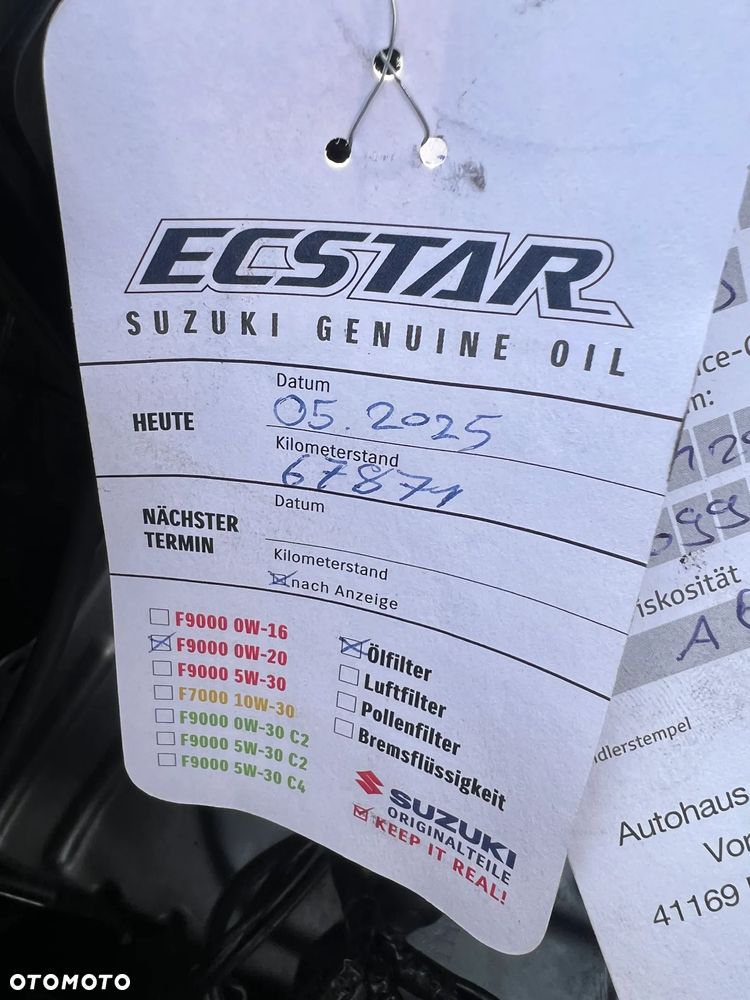 ECSTAR
SUZUKI GENUINE OIL
HEUTE
Datum
05.2025
Kilometerstand
67871
NÄCHSTER
TERMIN
Datum
Kilometerstand
nach Anzeige
F9000 0W-16
F9000 0W-20
F9000 5W-30
F7000 10W-30
F9000 0W-30 C2
F9000 5W-30 C2
F9000 5W-30 C4
Ölfilter
Luftfilter
Pollenfilter
Bremsflüssigkeit
SUZUKI
ORIGINALTEILE
KEEP IT REAL!
iskosität
dlerstempel
Autohaus
Vor
41169
OTOMOTO